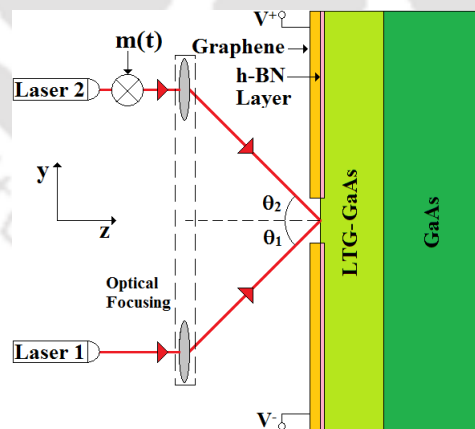 V+
m(t)
Graphene
h-BN
Layer
Laser 2
y
z
θ2
θ1
LTG-GaAs
GaAs
Optical
Focusing
Laser 1
V-